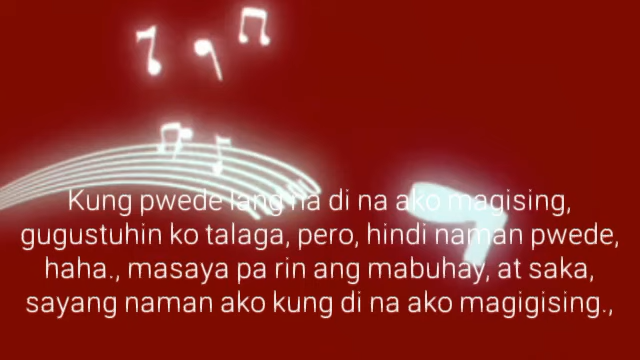 Kung pwede lang na di na ako magising,
gugustuhin ko talaga, pero, hindi naman pwede,
haha., masaya pa rin ang mabuhay, at saka,
sayang naman ako kung di na ako magigising.,